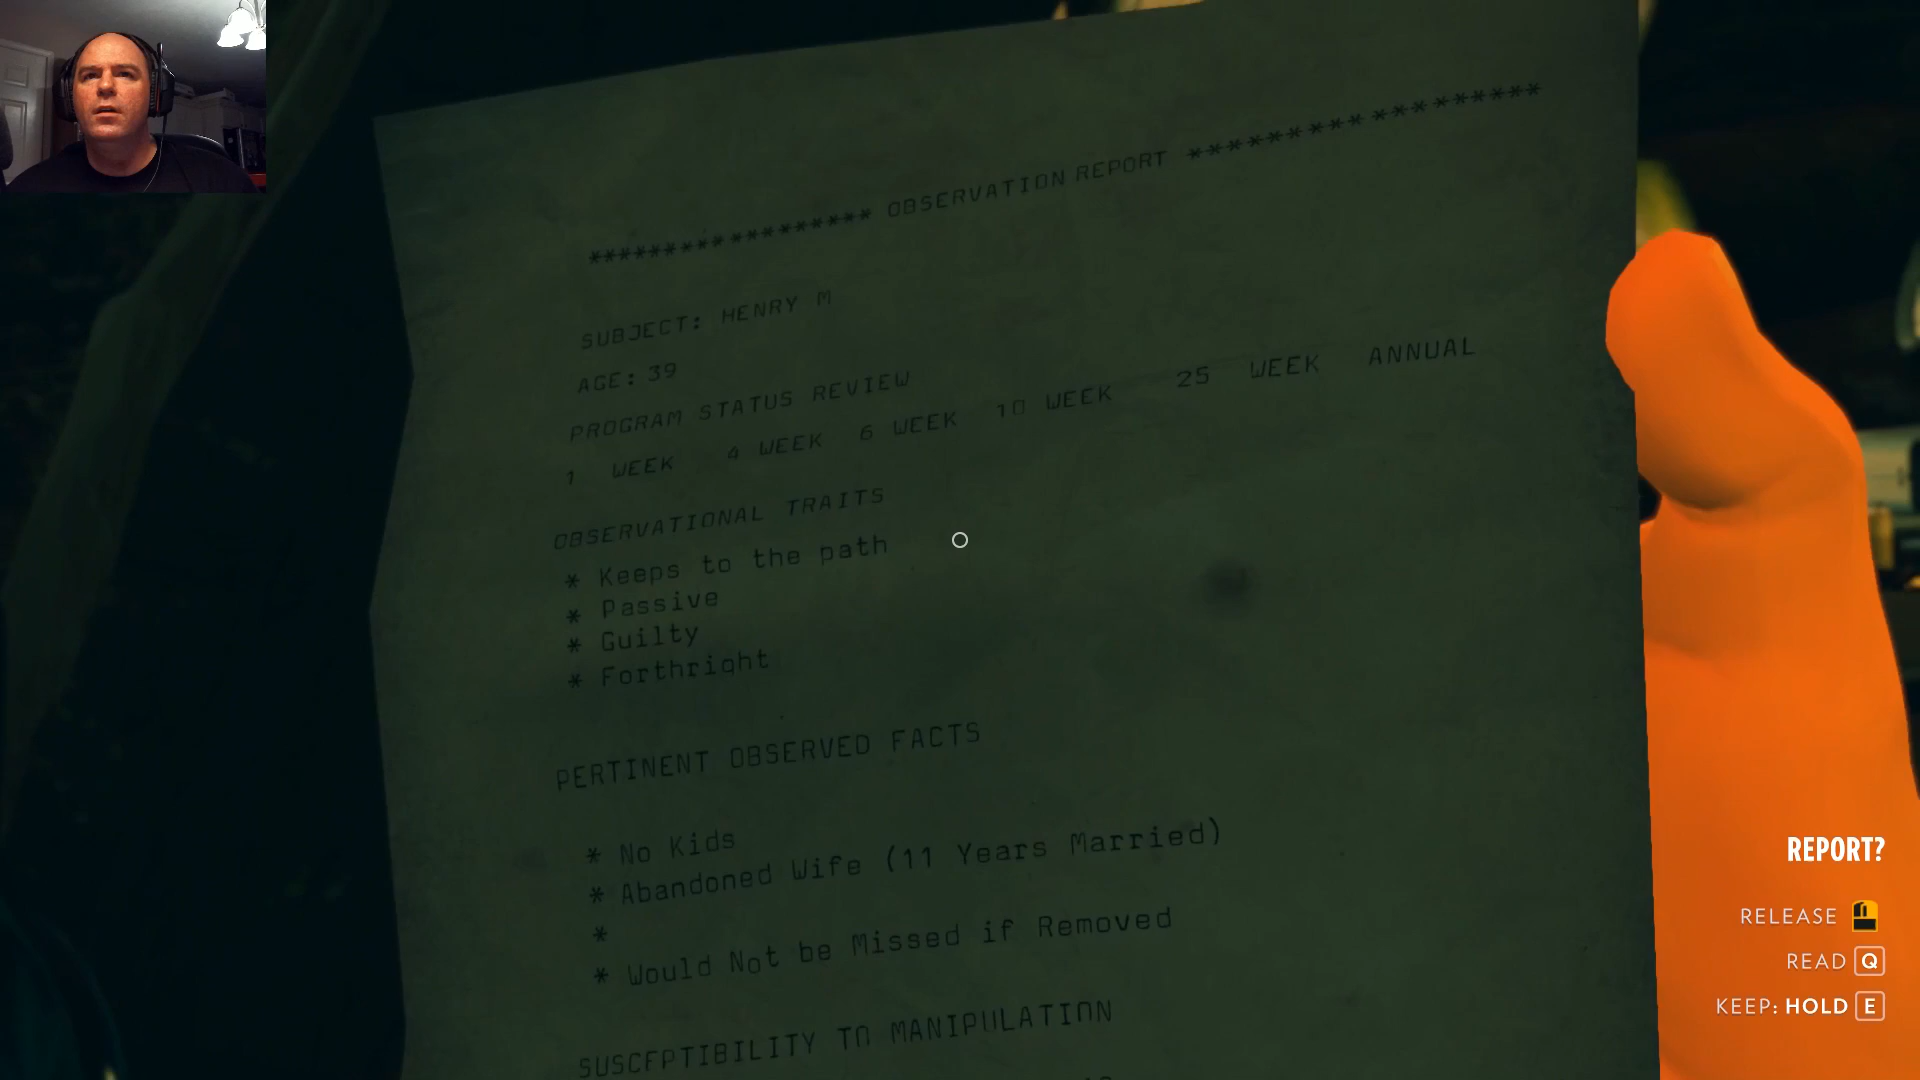 ****************** OBSERVATION REPORT ******************
SUBJECT: HENRY M
AGE: 39
PROGRAM STATUS REVIEW
1 WEEK 4 WEEK 6 WEEK 10 WEEK 25 WEEK ANNUAL
OBSERVATIONAL TRAITS
* Keeps to the path
* Passive
* Guilty
* Forthright
PERTINENT OBSERVED FACTS
* No Kids
* Abandoned Wife (11 Years Married)
*
* Would Not be Missed if Removed
SUSCEPTIBILITY TO MANIPULATION
REPORT?
RELEASE
READ Q
KEEP: HOLD E